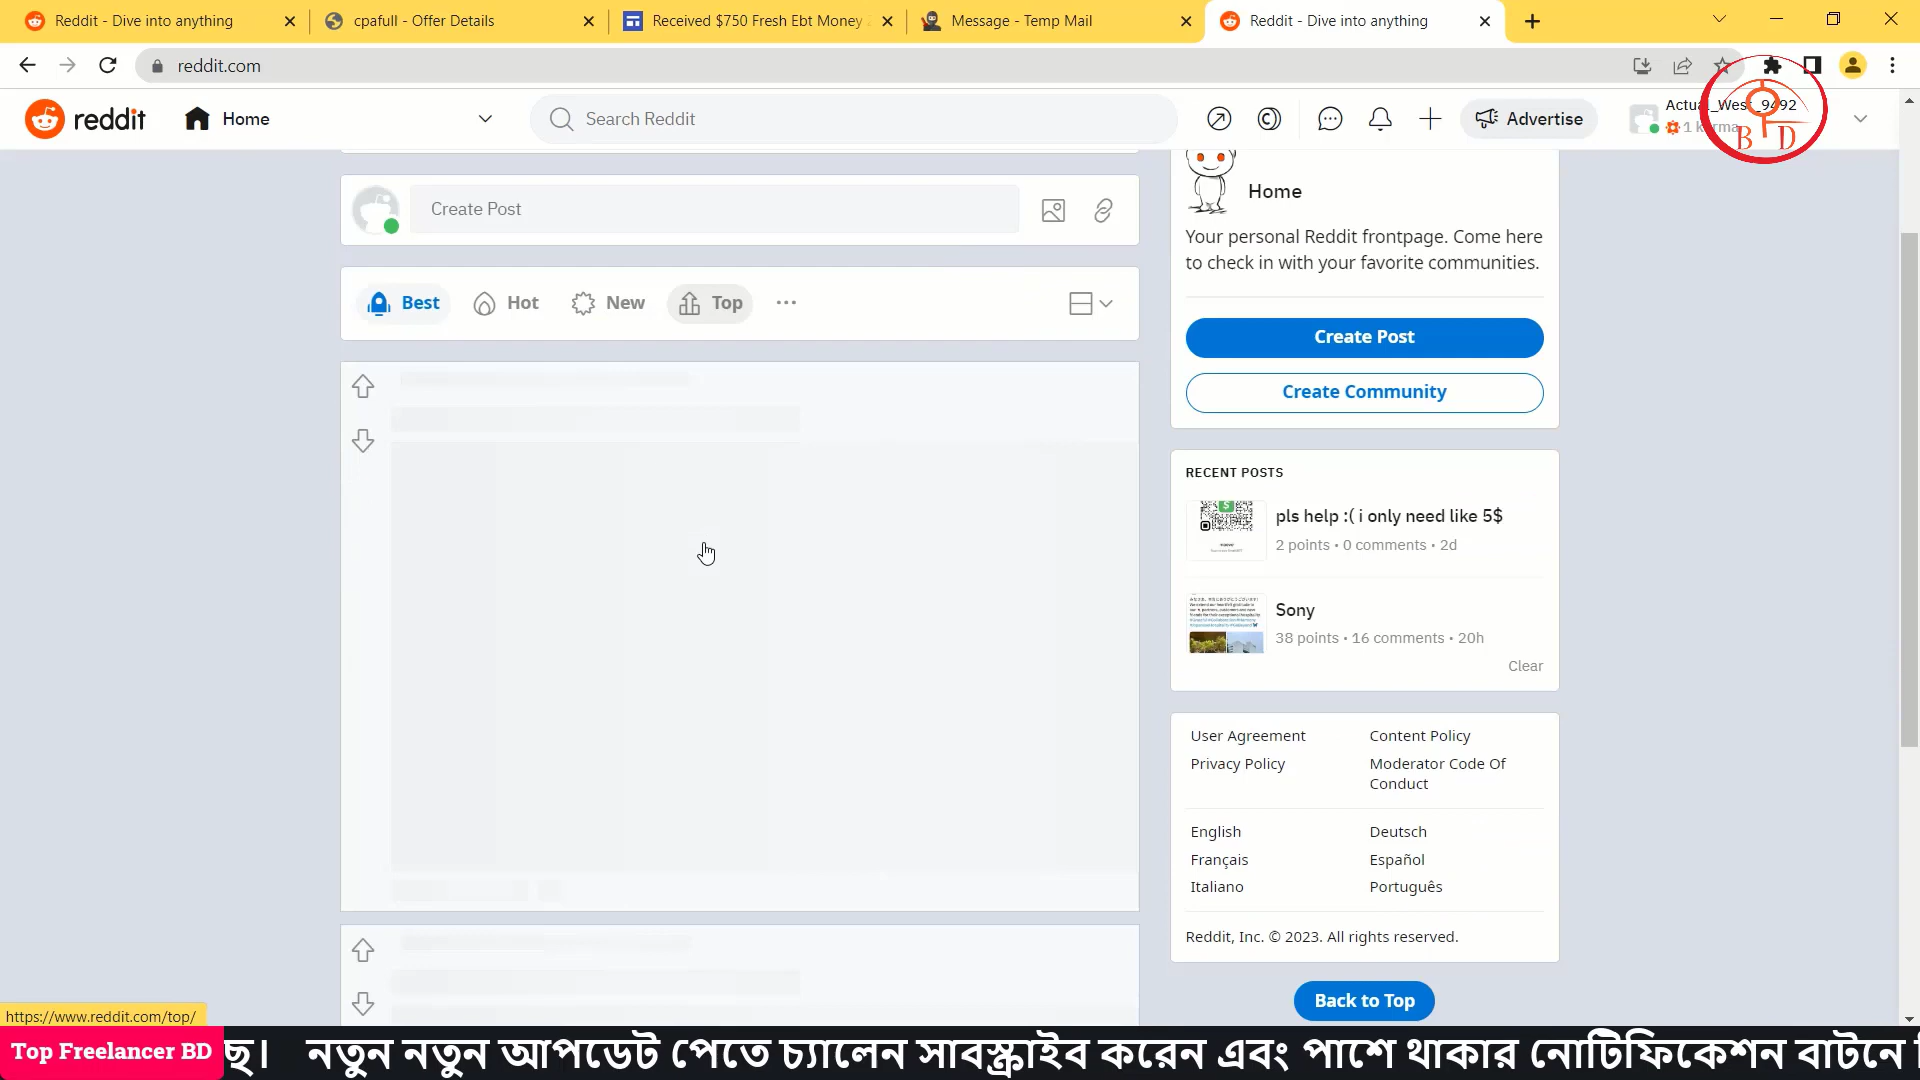 Reddit - Dive into anything
cpafull - Offer Details
Received $750 Fresh Ebt Money
Message - Temp Mail
Reddit - Dive into anything
reddit.com
reddit
Home
Search Reddit
Advertise
Actual_West_9492
1 karma
B D
Create Post
Best
Hot
New
Top
Home
Your personal Reddit frontpage. Come here
to check in with your favorite communities.
Create Post
Create Community
RECENT POSTS
pls help :( i only need like 5$
2 points • 0 comments • 2d
Sony
38 points • 16 comments • 20h
Clear
User Agreement
Content Policy
Privacy Policy
Moderator Code Of
Conduct
English
Deutsch
Français
Español
Italiano
Português
Reddit, Inc. © 2023. All rights reserved.
Back to Top
https://www.reddit.com/top/
Top Freelancer BD
ছে। নতুন নতুন আপডেট পেতে চ্যালেন সাবস্ক্রাইব করেন এবং পাশে থাকার নোটিফিকেশন বাটনে